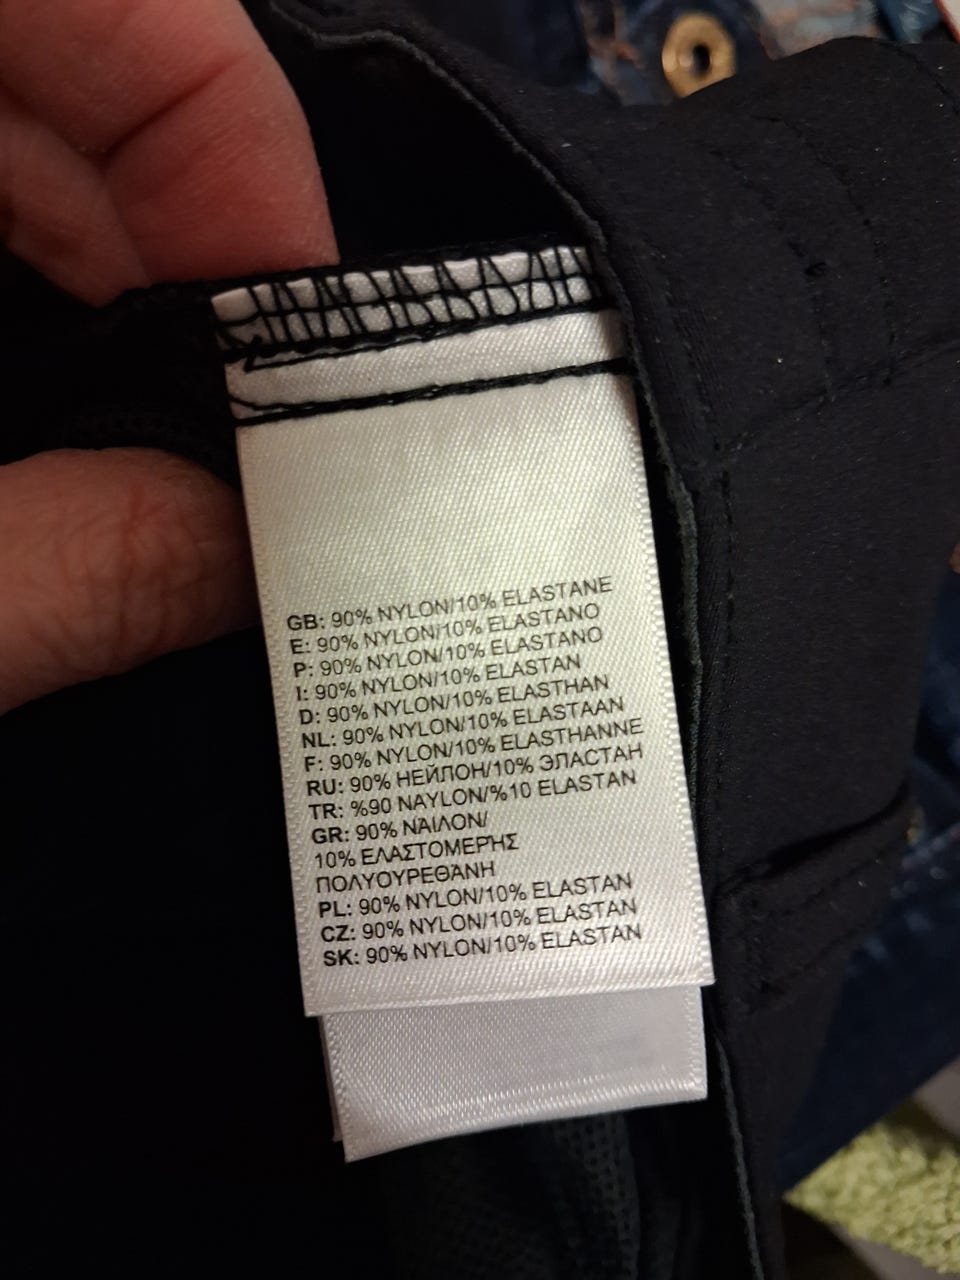 GB: 90% NYLON/10% ELASTANE
E: 90% NYLON/10% ELASTANO
P: 90% NYLON/10% ELASTANO
I: 90% NYLON/10% ELASTAN
D: 90% NYLON/10% ELASTHAN
NL: 90% NYLON/10% ELASTAAN
F: 90% NYLON/10% ELASTHANNE
RU: 90% НЕЙЛОН/10% ЭЛАСТАН
TR: %90 NAYLON/%10 ELASTAN
GR: 90% ΝΑΙΛΟΝ/
10% ΕΛΑΣΤΟΜΕΡΉΣ
ΠΟΛΥΟΥΡΕΘΆΝΗ
PL: 90% NYLON/10% ELASTAN
CZ: 90% NYLON/10% ELASTAN
SK: 90% NYLON/10% ELASTAN